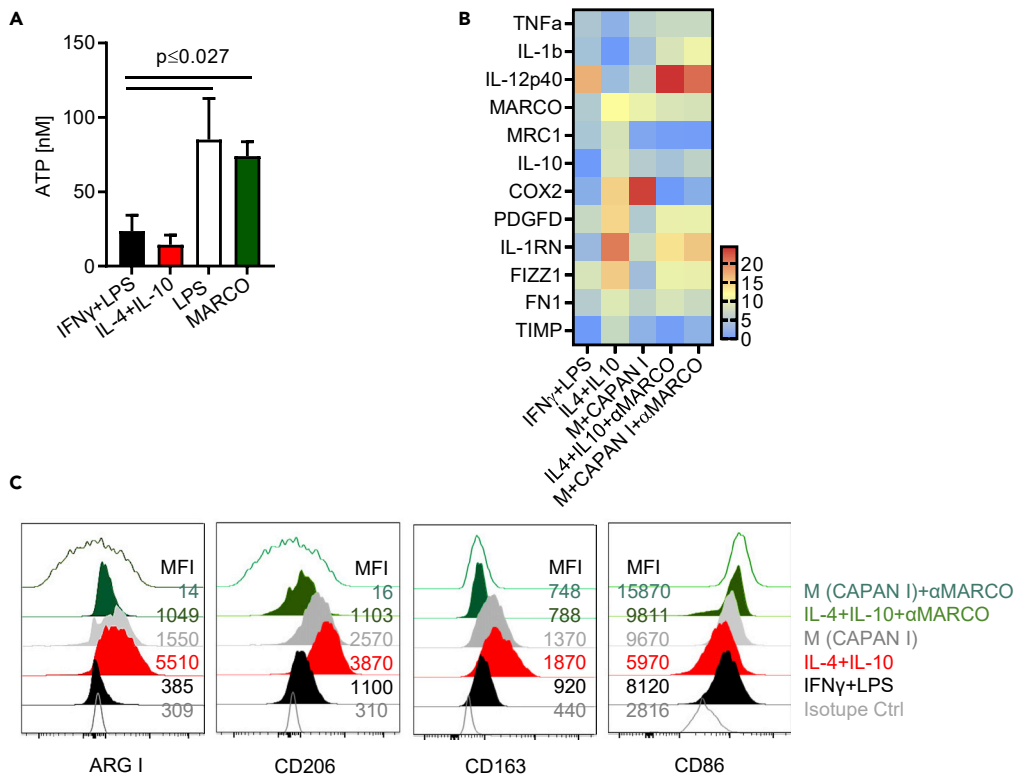 A
150
100
50
0
ATP [nM]
p≤0.027
IFNγ+LPS
IL-4+IL-10
LPS
MARCO
B
TNFa
IL-1b
IL-12p40
MARCO
MRC1
IL-10
COX2
PDGFD
IL-1RN
FIZZ1
FN1
TIMP
20
15
10
5
0
IFNγ+LPS
IL4+IL10
M+CAPAN I
IL4+IL10+αMARCO
M+CAPAN I+αMARCO
C
MFI
14
1049
1550
5510
385
309
ARG I
MFI
16
1103
2570
3870
1100
310
CD206
MFI
748
788
1370
1870
920
440
CD163
MFI
15870
9811
9670
5970
8120
2816
CD86
M (CAPAN I)+αMARCO
IL-4+IL-10+αMARCO
M (CAPAN I)
IL-4+IL-10
IFNγ+LPS
Isotupe Ctrl